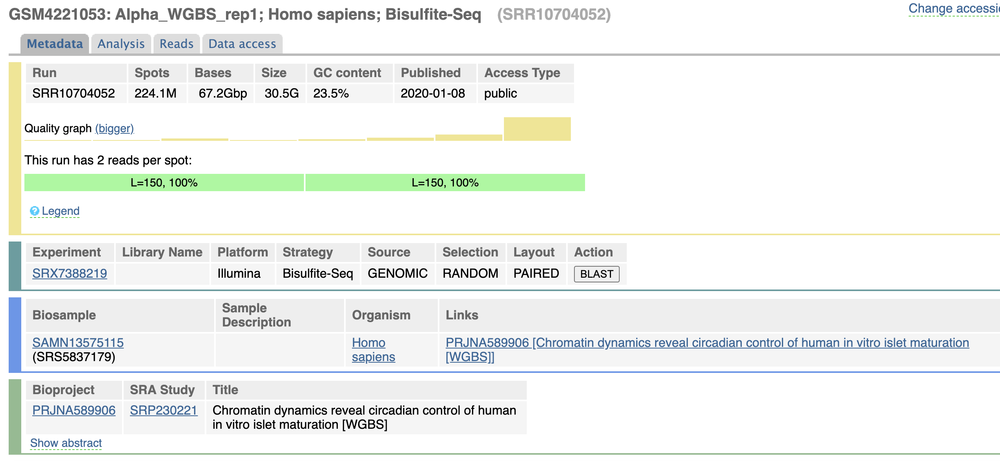 GSM4221053: Alpha_WGBS_rep1; Homo sapiens; Bisulfite-Seq (SRR10704052)
Change
Metadata Analysis Reads Data access
Run Spots Bases Size GC content Published Access Type
SRR10704052 224.1M 67.2Gbp 30.5G 23.5% 2020-01-08 public
Quality graph (bigger)
This run has 2 reads per spot:
L=150, 100% L=150, 100%
Legend
Experiment Library Name Platform Strategy Source Selection Layout Action
SRX7388219 Illumina Bisulfite-Seq GENOMIC RANDOM PAIRED BLAST
Biosample Sample Description Organism Links
SAMN13575115 Homo PRJNA589906 [Chromatin dynamics reveal circadian control of human in vitro islet maturation
(SRS5837179) sapiens [WGBS]]
Bioproject SRA Study Title
PRJNA589906 SRP230221 Chromatin dynamics reveal circadian control of human
in vitro islet maturation [WGBS]
Show abstract